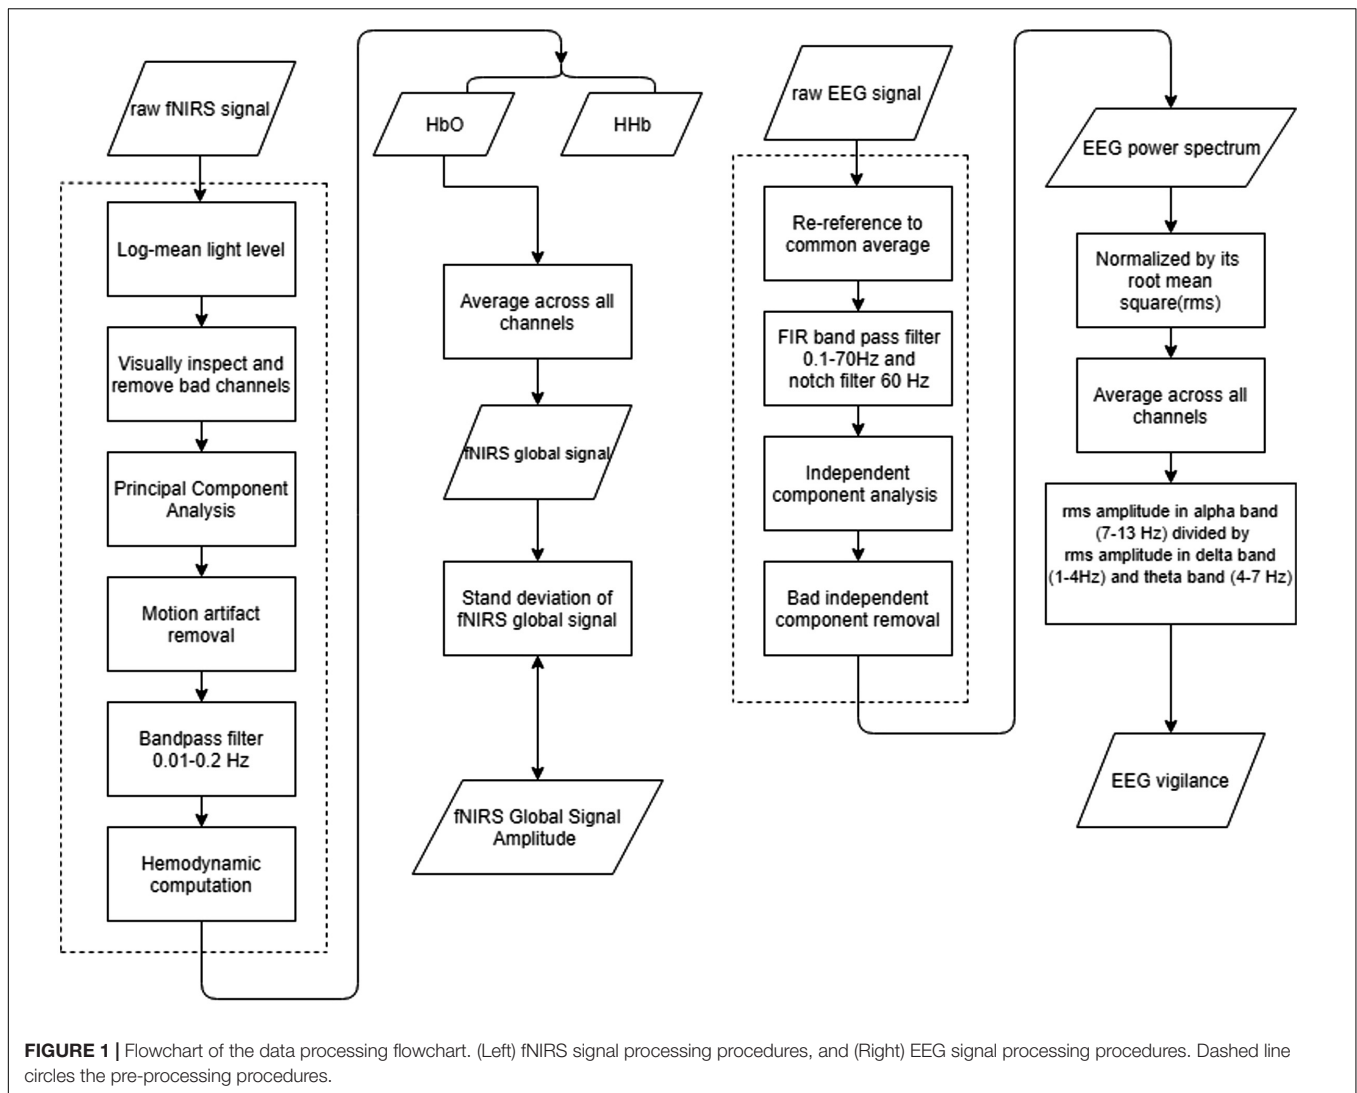 raw fNIRS signal
Log-mean light level
Visually inspect and
remove bad channels
Principal Component
Analysis
Motion artifact
removal
Bandpass filter
0.01-0.2 Hz
Hemodynamic
computation
HbO
HHb
Average across all
channels
fNIRS global signal
Stand deviation of
fNIRS global signal
fNIRS Global Signal
Amplitude
raw EEG signal
Re-reference to
common average
FIR band pass filter
0.1-70Hz and
notch filter 60 Hz
Independent
component analysis
Bad independent
component removal
EEG power spectrum
Normalized by its
root mean
square(rms)
Average across all
channels
rms amplitude in alpha band
(7-13 Hz) divided by
rms amplitude in delta band
(1-4Hz) and theta band (4-7 Hz)
EEG vigilance
FIGURE 1 | Flowchart of the data processing flowchart. (Left) fNIRS signal processing procedures, and (Right) EEG signal processing procedures. Dashed line
circles the pre-processing procedures.